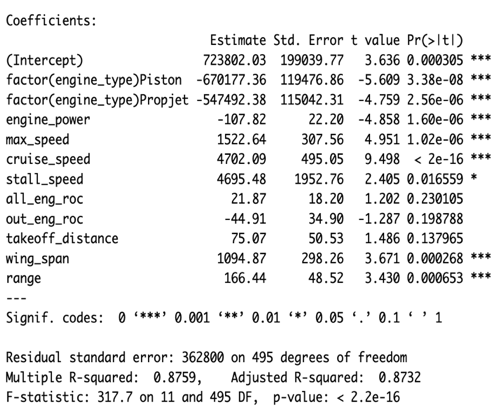 Coefficients:
Estimate Std. Error t value Pr(>|t|)
(Intercept) 723802.03 199039.77 3.636 0.000305 ***
factor(engine_type)Piston -670177.36 119476.86 -5.609 3.38e-08 ***
factor(engine_type)Propjet -547492.38 115042.31 -4.759 2.56e-06 ***
engine_power -107.82 22.20 -4.858 1.60e-06 ***
max_speed 1522.64 307.56 4.951 1.02e-06 ***
cruise_speed 4702.09 495.05 9.498 < 2e-16 ***
stall_speed 4695.48 1952.76 2.405 0.016559 *
all_eng_roc 21.87 18.20 1.202 0.230105
out_eng_roc -44.91 34.90 -1.287 0.198788
takeoff_distance 75.07 50.53 1.486 0.137965
wing_span 1094.87 298.26 3.671 0.000268 ***
range 166.44 48.52 3.430 0.000653 ***
---
Signif. codes: 0 ‘***’ 0.001 ‘**’ 0.01 ‘*’ 0.05 ‘.’ 0.1 ‘ ’ 1
Residual standard error: 362800 on 495 degrees of freedom
Multiple R-squared: 0.8759, Adjusted R-squared: 0.8732
F-statistic: 317.7 on 11 and 495 DF, p-value: < 2.2e-16